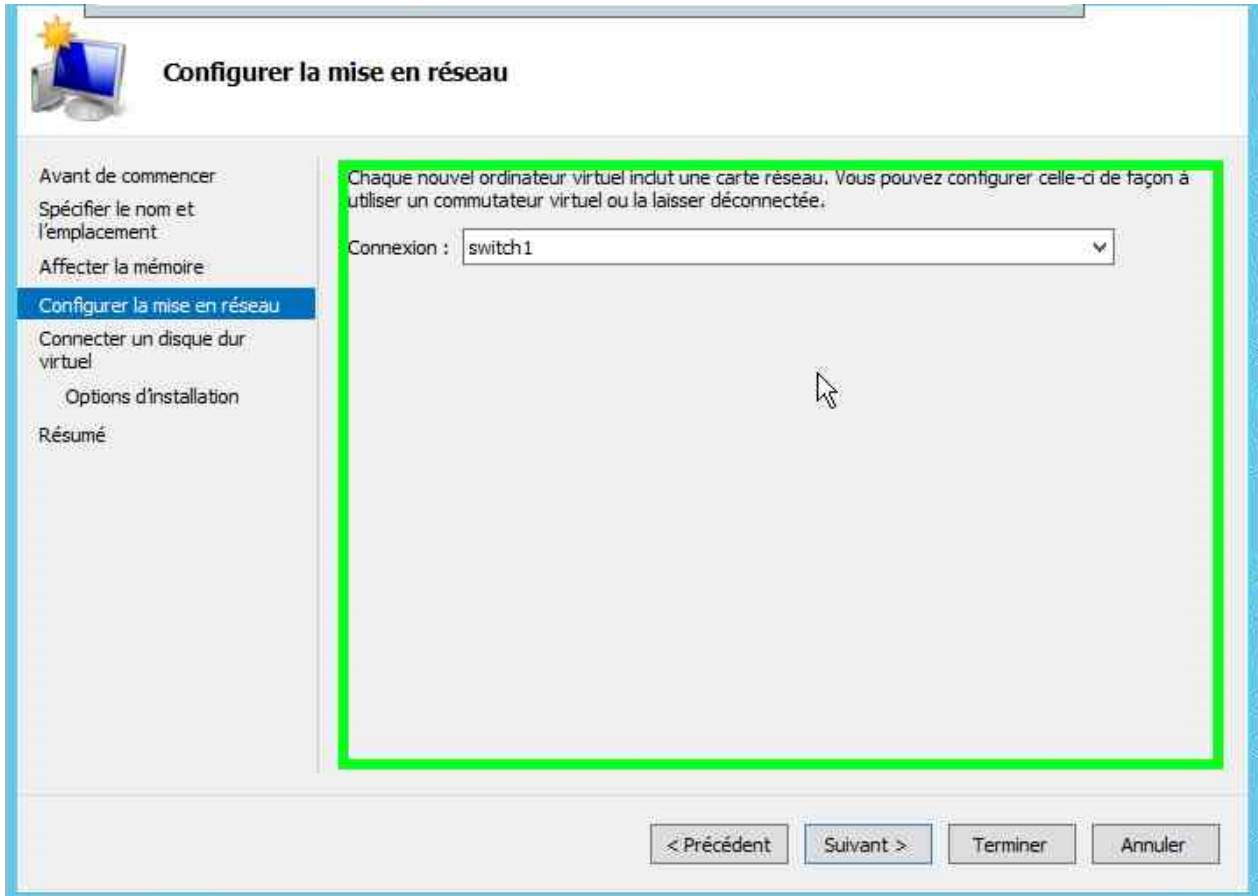 Configurer la mise en réseau
Avant de commencer
Spécifier le nom et
l'emplacement
Affecter la mémoire
Configurer la mise en réseau
Connecter un disque dur
virtuel
Options d'installation
Résumé
Chaque nouvel ordinateur virtuel inclut une carte réseau. Vous pouvez configurer celle-ci de façon à
utiliser un commutateur virtuel ou la laisser déconnectée.
Connexion : switch1
< Précédent Suivant > Terminer Annuler